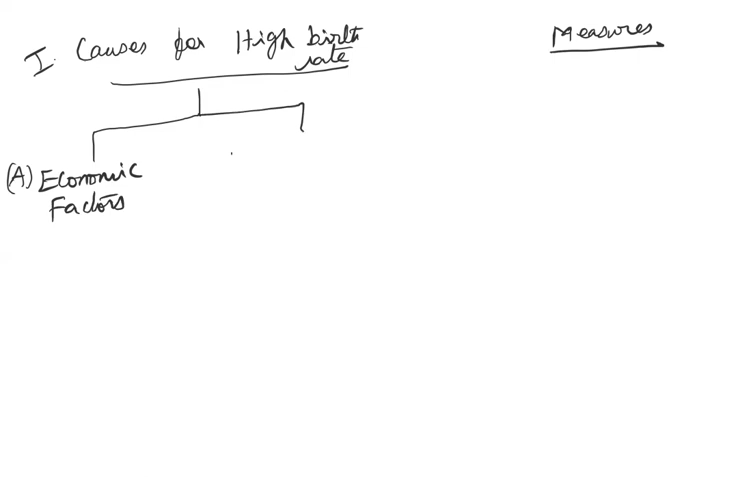 I. Causes for High birth
rate
Measures
(A) Economic
Factors